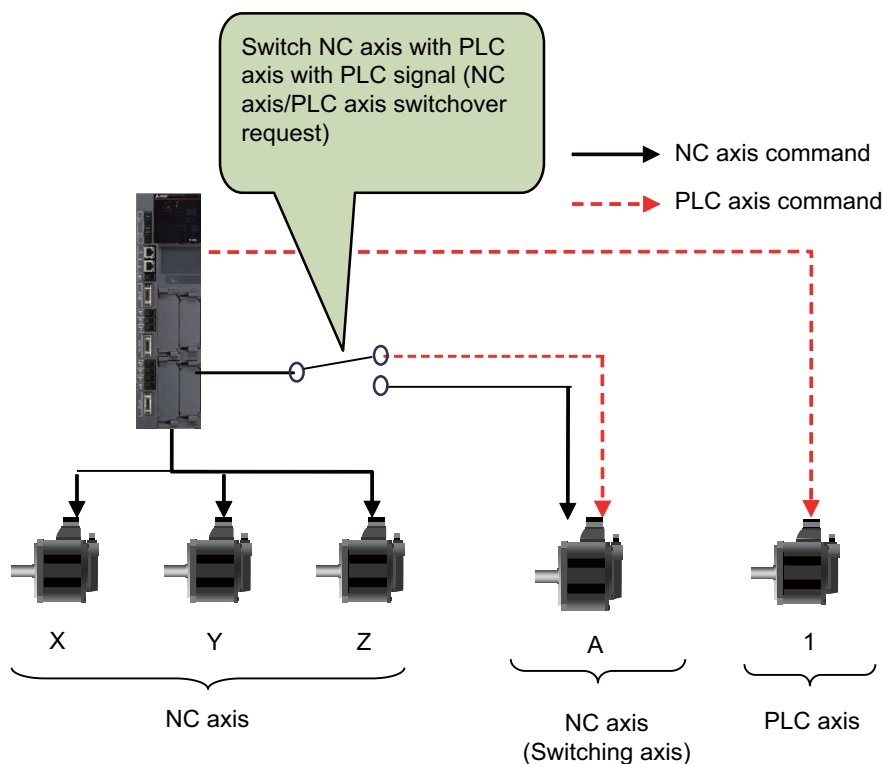 Switch NC axis with PLC
axis with PLC signal (NC
axis/PLC axis switchover
request)
NC axis command
PLC axis command
X
Y
Z
A
1
NC axis
NC axis
(Switching axis)
PLC axis